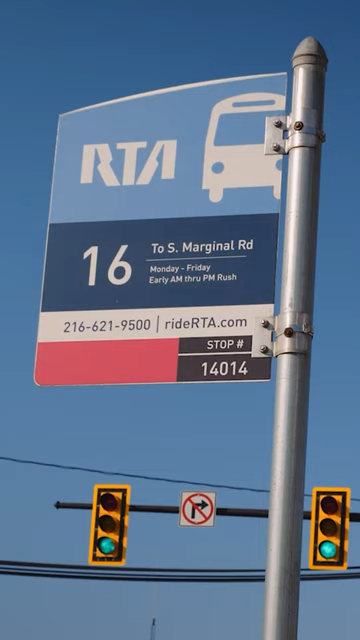 RTA
16
To S. Marginal Rd
Monday - Friday
Early AM thru PM Rush
216-621-9500 | rideRTA.com
STOP #
14014